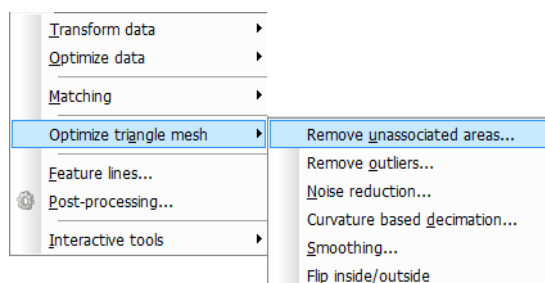 Transform data
Optimize data
Matching
Optimize triangle mesh
Feature lines...
Post-processing...
Interactive tools
Remove unassociated areas...
Remove outliers...
Noise reduction...
Curvature based decimation...
Smoothing...
Flip inside/outside